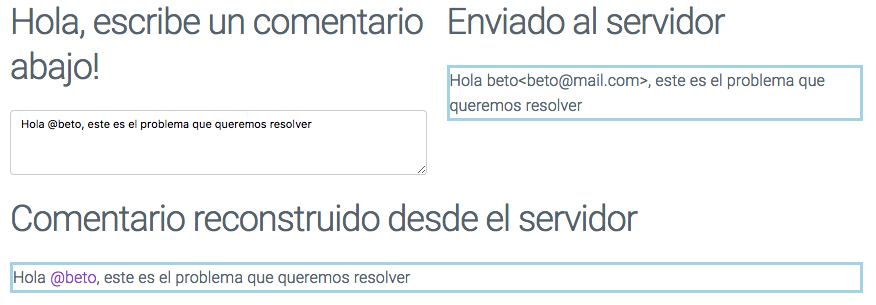 Hola, escribe un comentario
abajo!
Hola @beto, este es el problema que queremos resolver
Enviado al servidor
Hola beto<beto@mail.com>, este es el problema que
queremos resolver
Comentario reconstruido desde el servidor
Hola @beto, este es el problema que queremos resolver